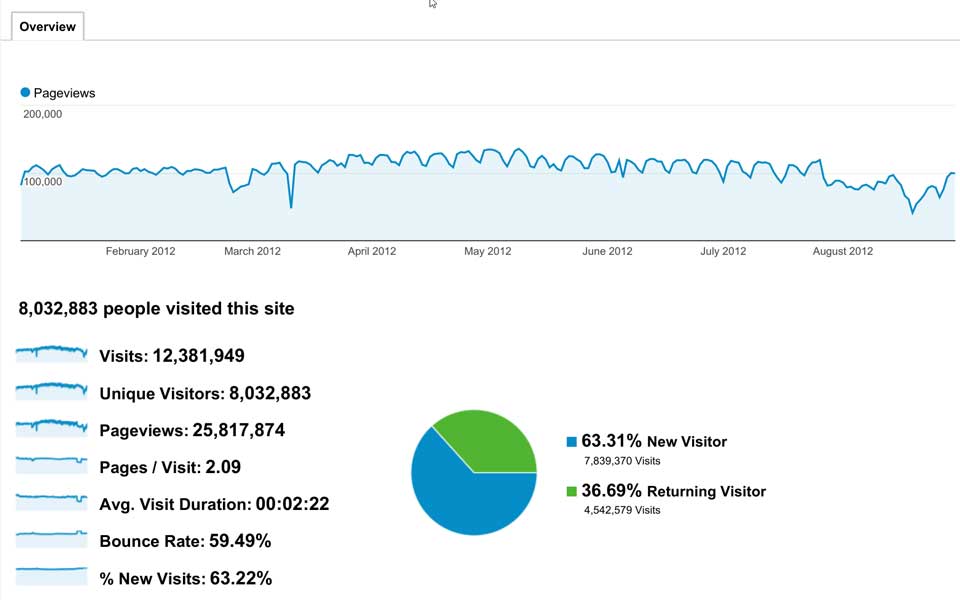 Overview
Pageviews
200,000
100,000
February 2012 March 2012 April 2012 May 2012 June 2012 July 2012 August 2012
8,032,883 people visited this site
Visits: 12,381,949
Unique Visitors: 8,032,883
Pageviews: 25,817,874
Pages / Visit: 2.09
Avg. Visit Duration: 00:02:22
Bounce Rate: 59.49%
% New Visits: 63.22%
63.31% New Visitor
7,839,370 Visits
36.69% Returning Visitor
4,542,579 Visits